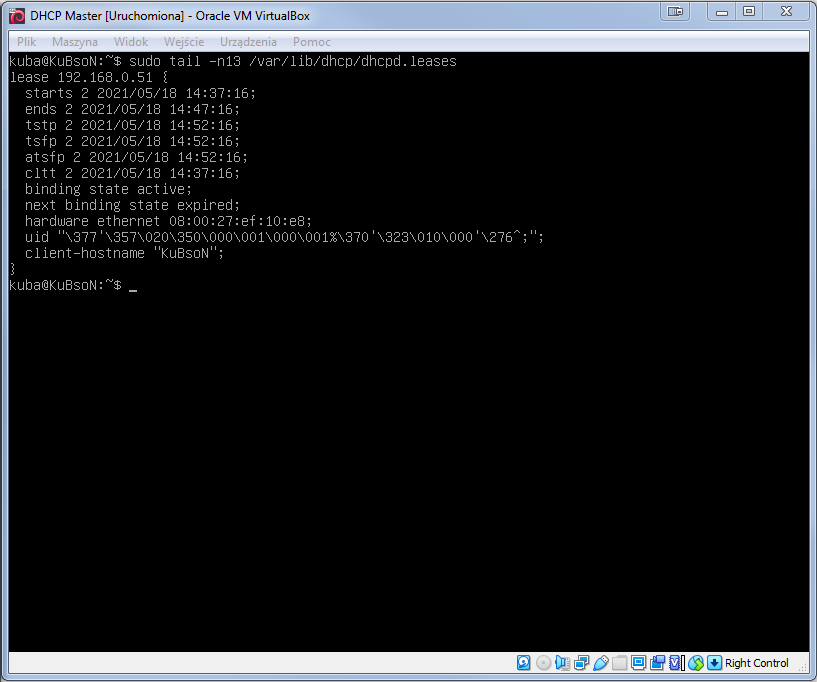 DHCP Master [Uruchomiona] - Oracle VM VirtualBox
Plik Maszyna Widok Wejście Urządzenia Pomoc
kuba@KuBsoN:~$ sudo tail -n13 /var/lib/dhcp/dhcpd.leases
lease 192.168.0.51 {
  starts 2 2021/05/18 14:37:16;
  ends 2 2021/05/18 14:47:16;
  tstp 2 2021/05/18 14:52:16;
  tsfp 2 2021/05/18 14:52:16;
  atsfp 2 2021/05/18 14:52:16;
  cltt 2 2021/05/18 14:37:16;
  binding state active;
  next binding state expired;
  hardware ethernet 08:00:27:ef:10:e8;
  uid "\377'\357\020\350\000\001\000\001%\370'\323\010\000'\276^;";
  client-hostname "KuBsoN";
}
kuba@KuBsoN:~$ _
Right Control